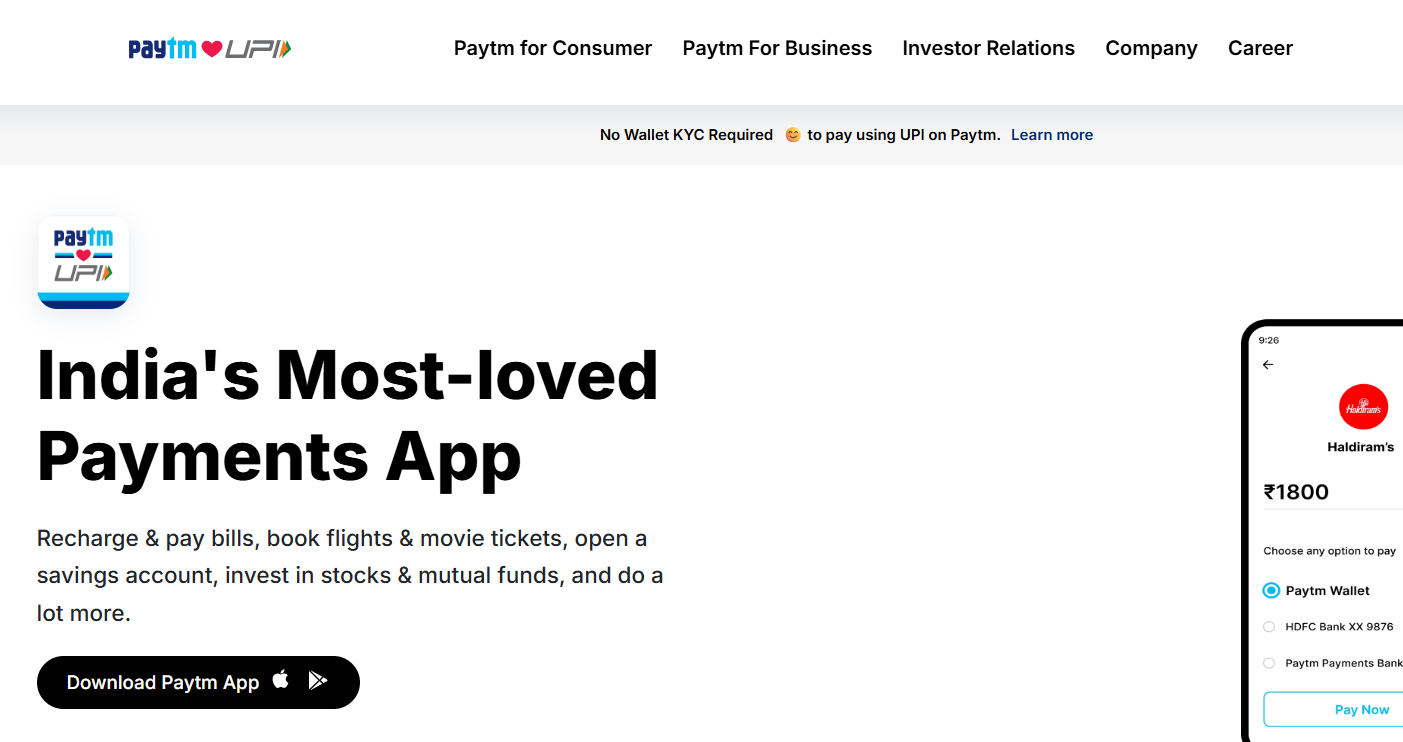 paytm UPI
Paytm for Consumer Paytm For Business Investor Relations Company Career
No Wallet KYC Required 😊 to pay using UPI on Paytm. Learn more
paytm
UPI
India's Most-loved
Payments App
Recharge & pay bills, book flights & movie tickets, open a
savings account, invest in stocks & mutual funds, and do a
lot more.
Download Paytm App
9:26
Haldiram's
Haldiram's
₹1800
Choose any option to pay
Paytm Wallet
HDFC Bank XX 9876
Paytm Payments Bank
Pay Now